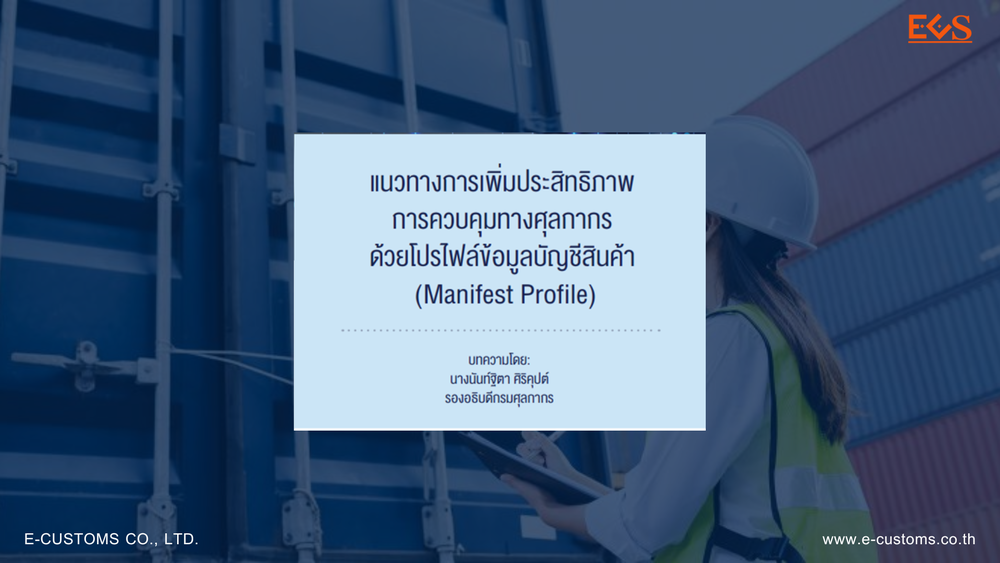 ECS
แนวทางการเพิ่มประสิทธิภาพ
การควบคุมทางศุลกากร
ด้วยโปรไฟล์ข้อมูลบัญชีสินค้า
(Manifest Profile)
บทความโดย:
นางนันท์ฐิตา ศิริคุปต์
รองอธิบดีกรมศุลกากร
E-CUSTOMS CO., LTD.
www.e-customs.co.th